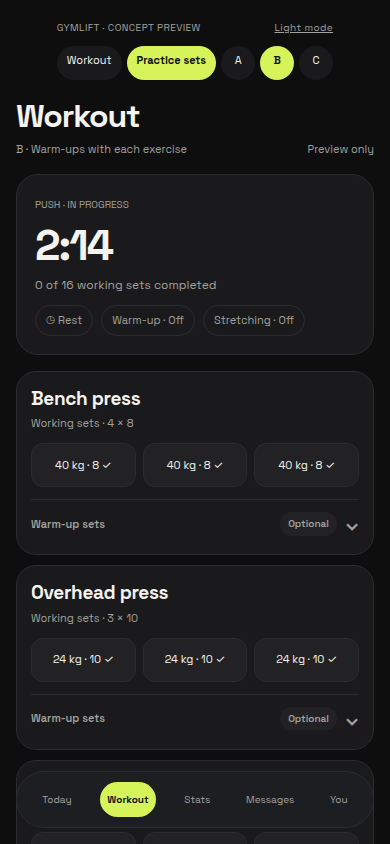 GYMLIFT · CONCEPT PREVIEW Light mode
Workout Practice sets A B C
Workout
B · Warm-ups with each exercise Preview only
PUSH · IN PROGRESS
2:14
0 of 16 working sets completed
Rest Warm-up · Off Stretching · Off
Bench press
Working sets · 4 × 8
40 kg · 8 ✓ 40 kg · 8 ✓ 40 kg · 8 ✓
Warm-up sets Optional
Overhead press
Working sets · 3 × 10
24 kg · 10 ✓ 24 kg · 10 ✓ 24 kg · 10 ✓
Warm-up sets Optional
Today Workout Stats Messages You